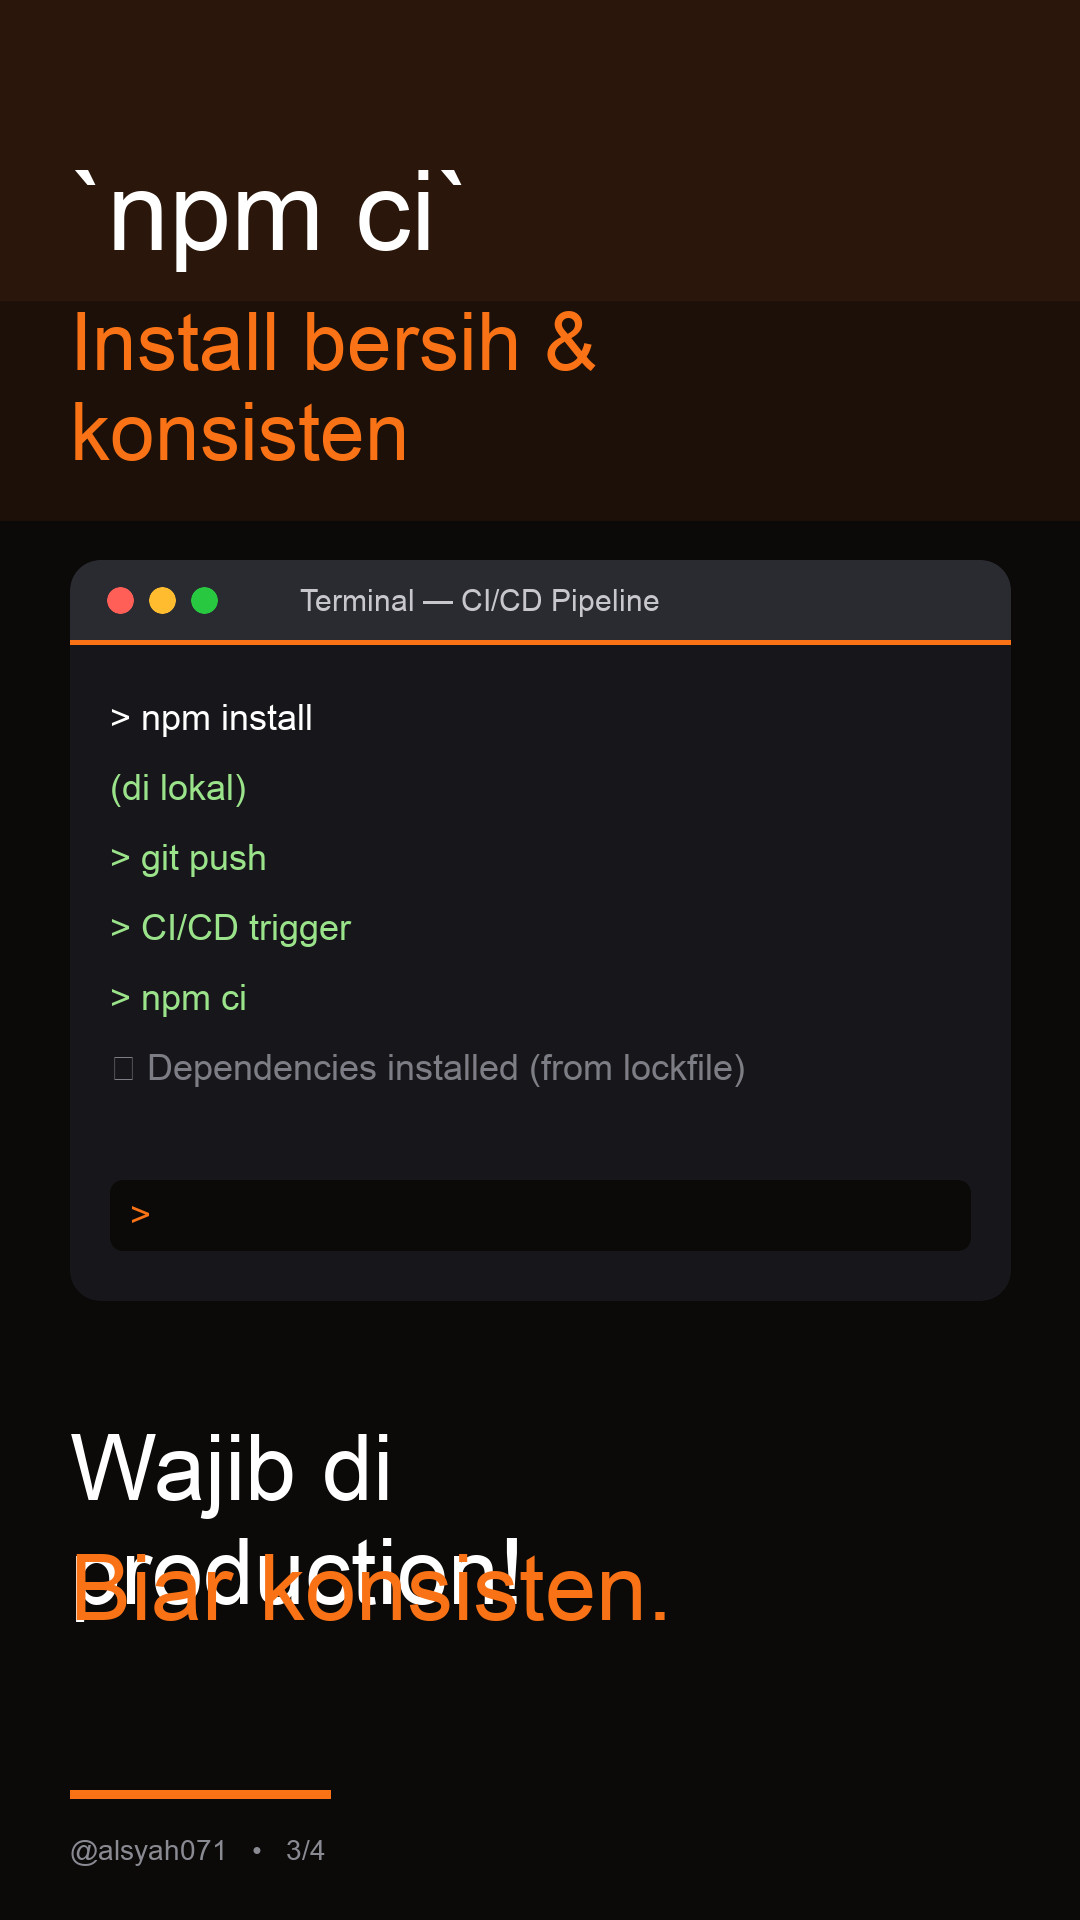 `npm ci`
Install bersih &
konsisten
Terminal — CI/CD Pipeline
> npm install
(di lokal)
> git push
> CI/CD trigger
> npm ci
□ Dependencies installed (from lockfile)
>
Wajib di
production!
Biar konsisten.
@alsyah071 • 3/4